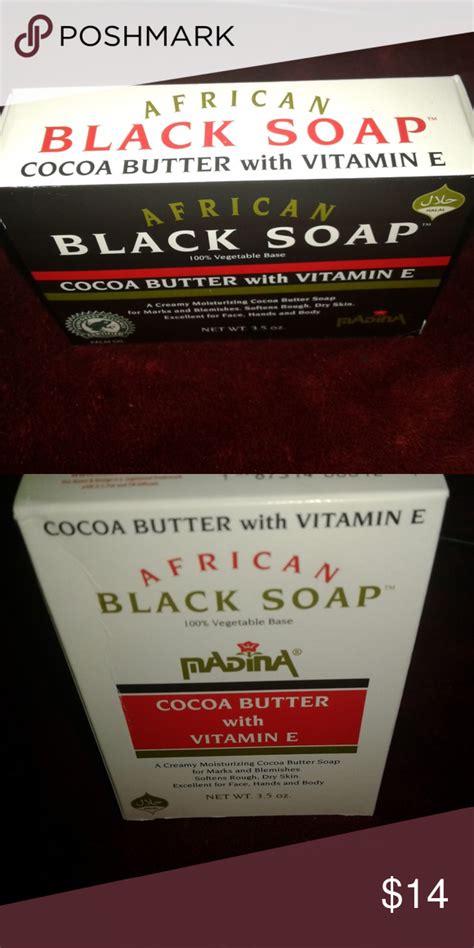 POSHMARK
AFRICAN
BLACK SOAP™
COCOA BUTTER with VITAMIN E
AFRICAN
BLACK SOAP™
100% Vegetable Base
حلال
HALAL
COCOA BUTTER with VITAMIN E
A Creamy Moisturizing Cocoa Butter Soap
for Marks and Blemishes. Softens Rough, Dry Skin.
Excellent for Face, Hands and Body
NET WT. 3.5 oz.
mADINA
PALM OIL
COCOA BUTTER with VITAMIN E
AFRICAN
BLACK SOAP™
100% Vegetable Base
mADINA®
COCOA BUTTER
with
VITAMIN E
A Creamy Moisturizing Cocoa Butter Soap
for Marks and Blemishes.
Softens Rough, Dry Skin.
Excellent for Face, Hands and Body
NET WT. 3.5 oz.
حلال
$14